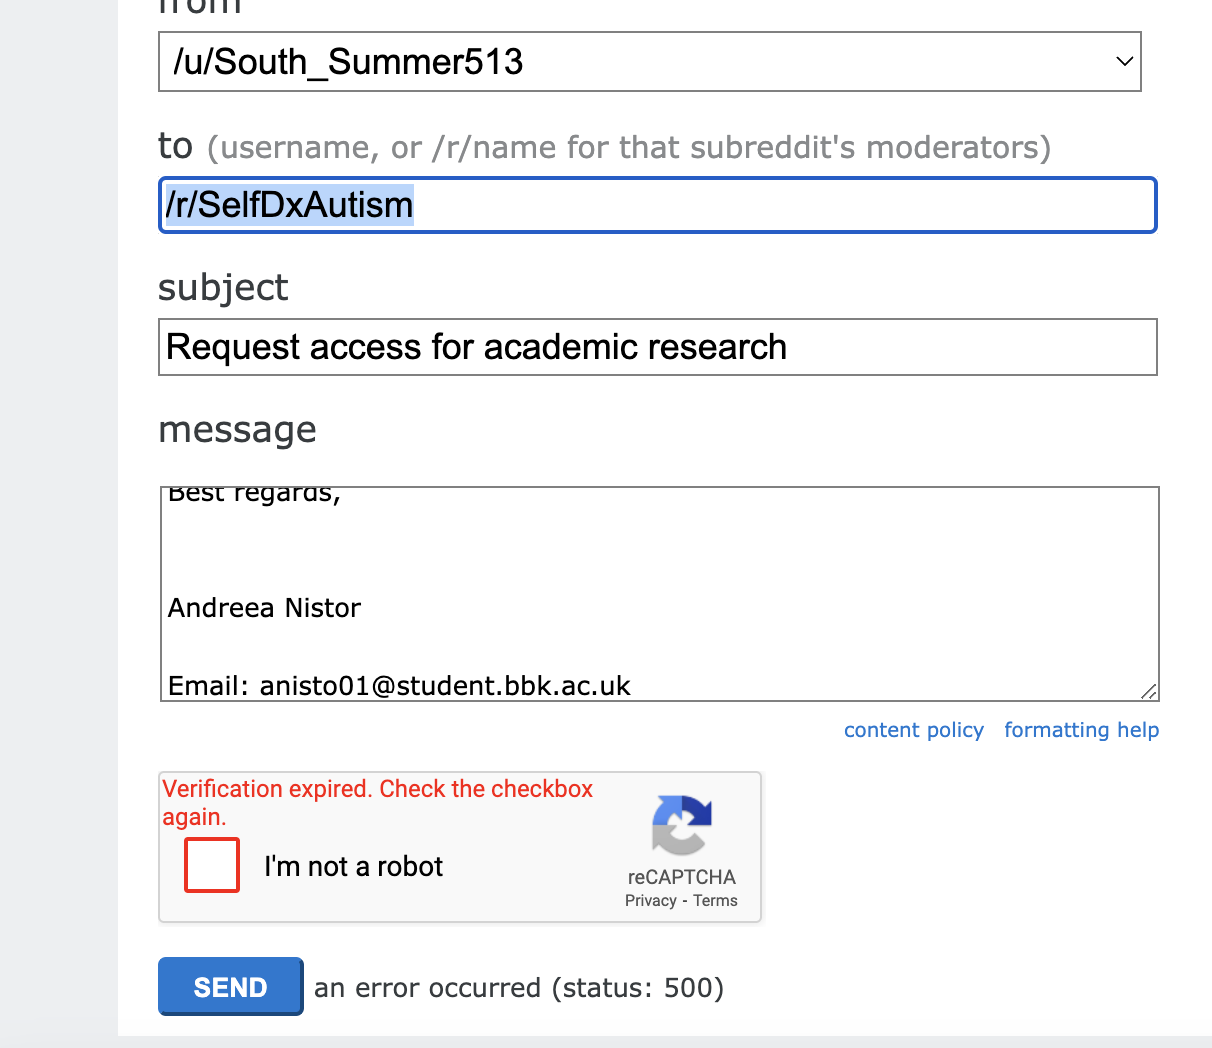 from
/u/South_Summer513
to (username, or /r/name for that subreddit's moderators)
/r/SelfDxAutism
subject
Request access for academic research
message
Best regards,
Andreea Nistor
Email: anisto01@student.bbk.ac.uk
content policy formatting help
Verification expired. Check the checkbox
again.
I'm not a robot
reCAPTCHA
Privacy - Terms
SEND an error occurred (status: 500)